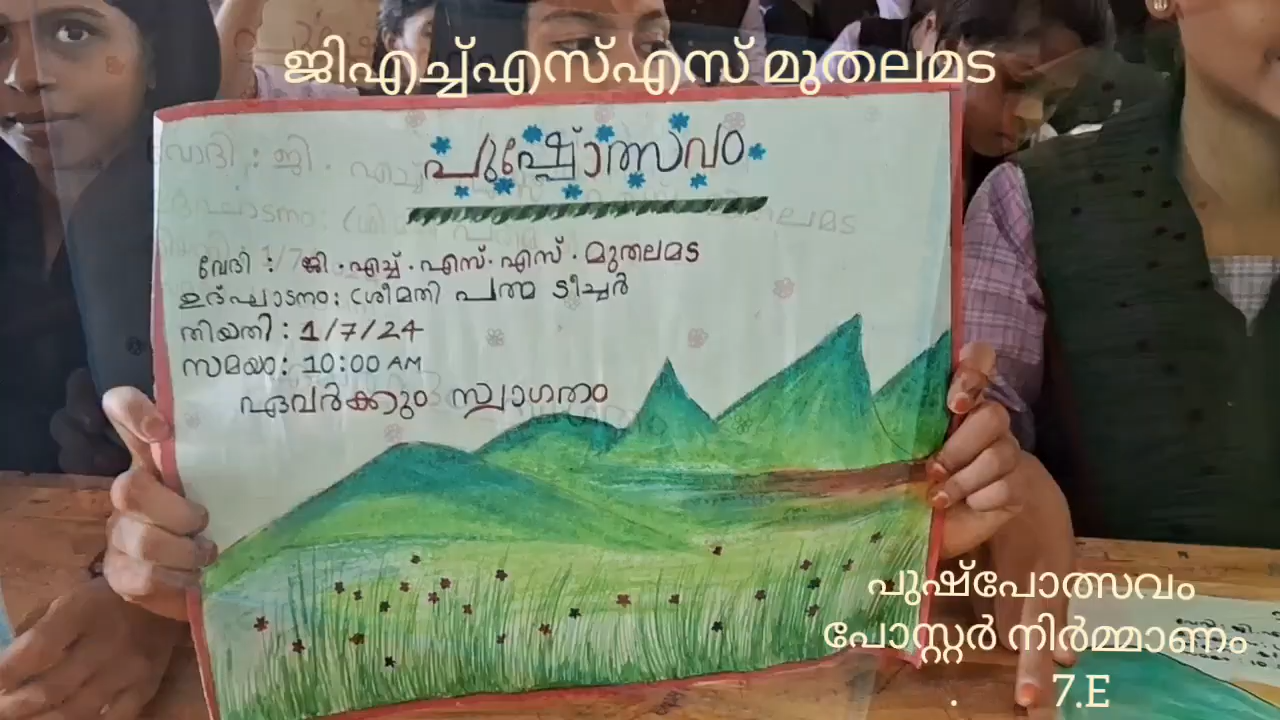 ജിഎച്ച്എസ്എസ് മുതലമട
പുഷ്പോത്സവം
വേദി : ജി . എച്ച് . എസ് . എസ് . മുതലമട
ഉദ്ഘാടനം : ശ്രീമതി പത്മ ടീച്ചർ
തിയതി : 1/7/24
സമയം : 10:00 AM
ഏവർക്കും സ്വാഗതം
പുഷ്പോത്സവം
പോസ്റ്റർ നിർമ്മാണം
. 7.E